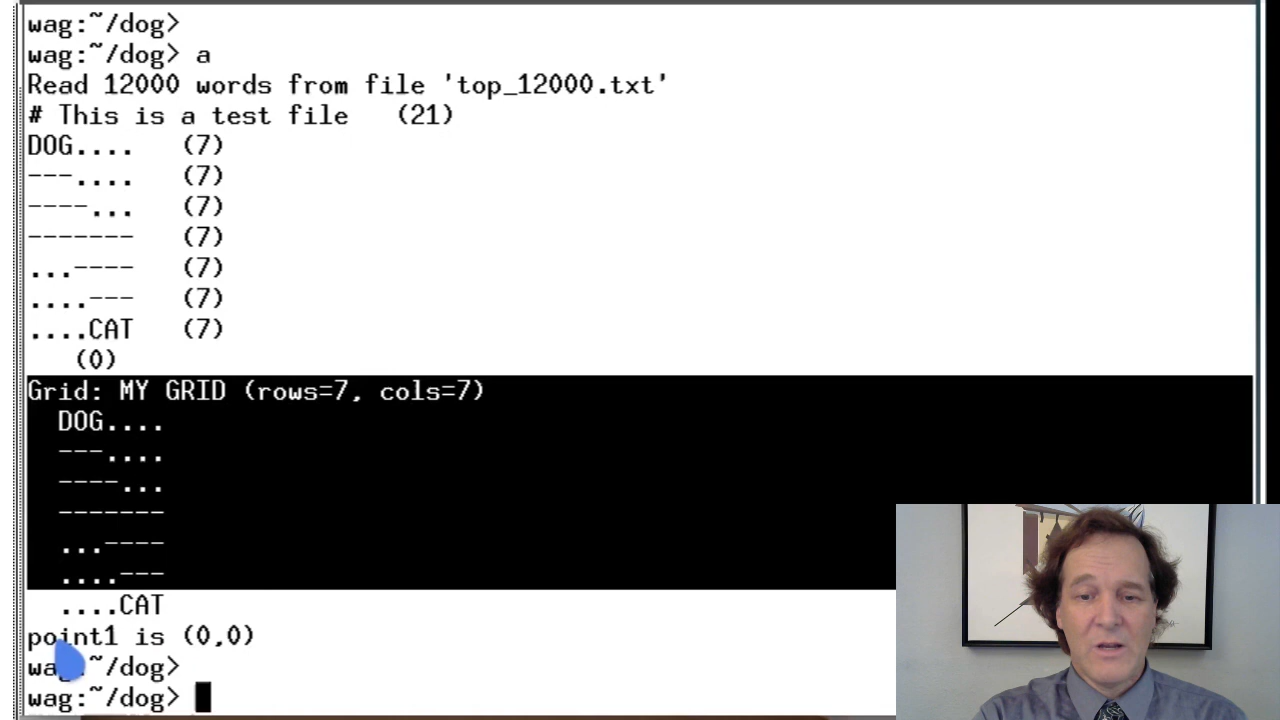 wag:~/dog>
wag:~/dog> a
Read 12000 words from file 'top_12000.txt'
# This is a test file   (21)
DOG....   (7)
---....   (7)
----...   (7)
-------   (7)
...----   (7)
....---   (7)
....CAT   (7)
   (0)
Grid: MY GRID (rows=7, cols=7)
  DOG....
  ---....
  ----...
  -------
  ...----
  ....---
  ....CAT
point1 is (0,0)
wag:~/dog>
wag:~/dog>